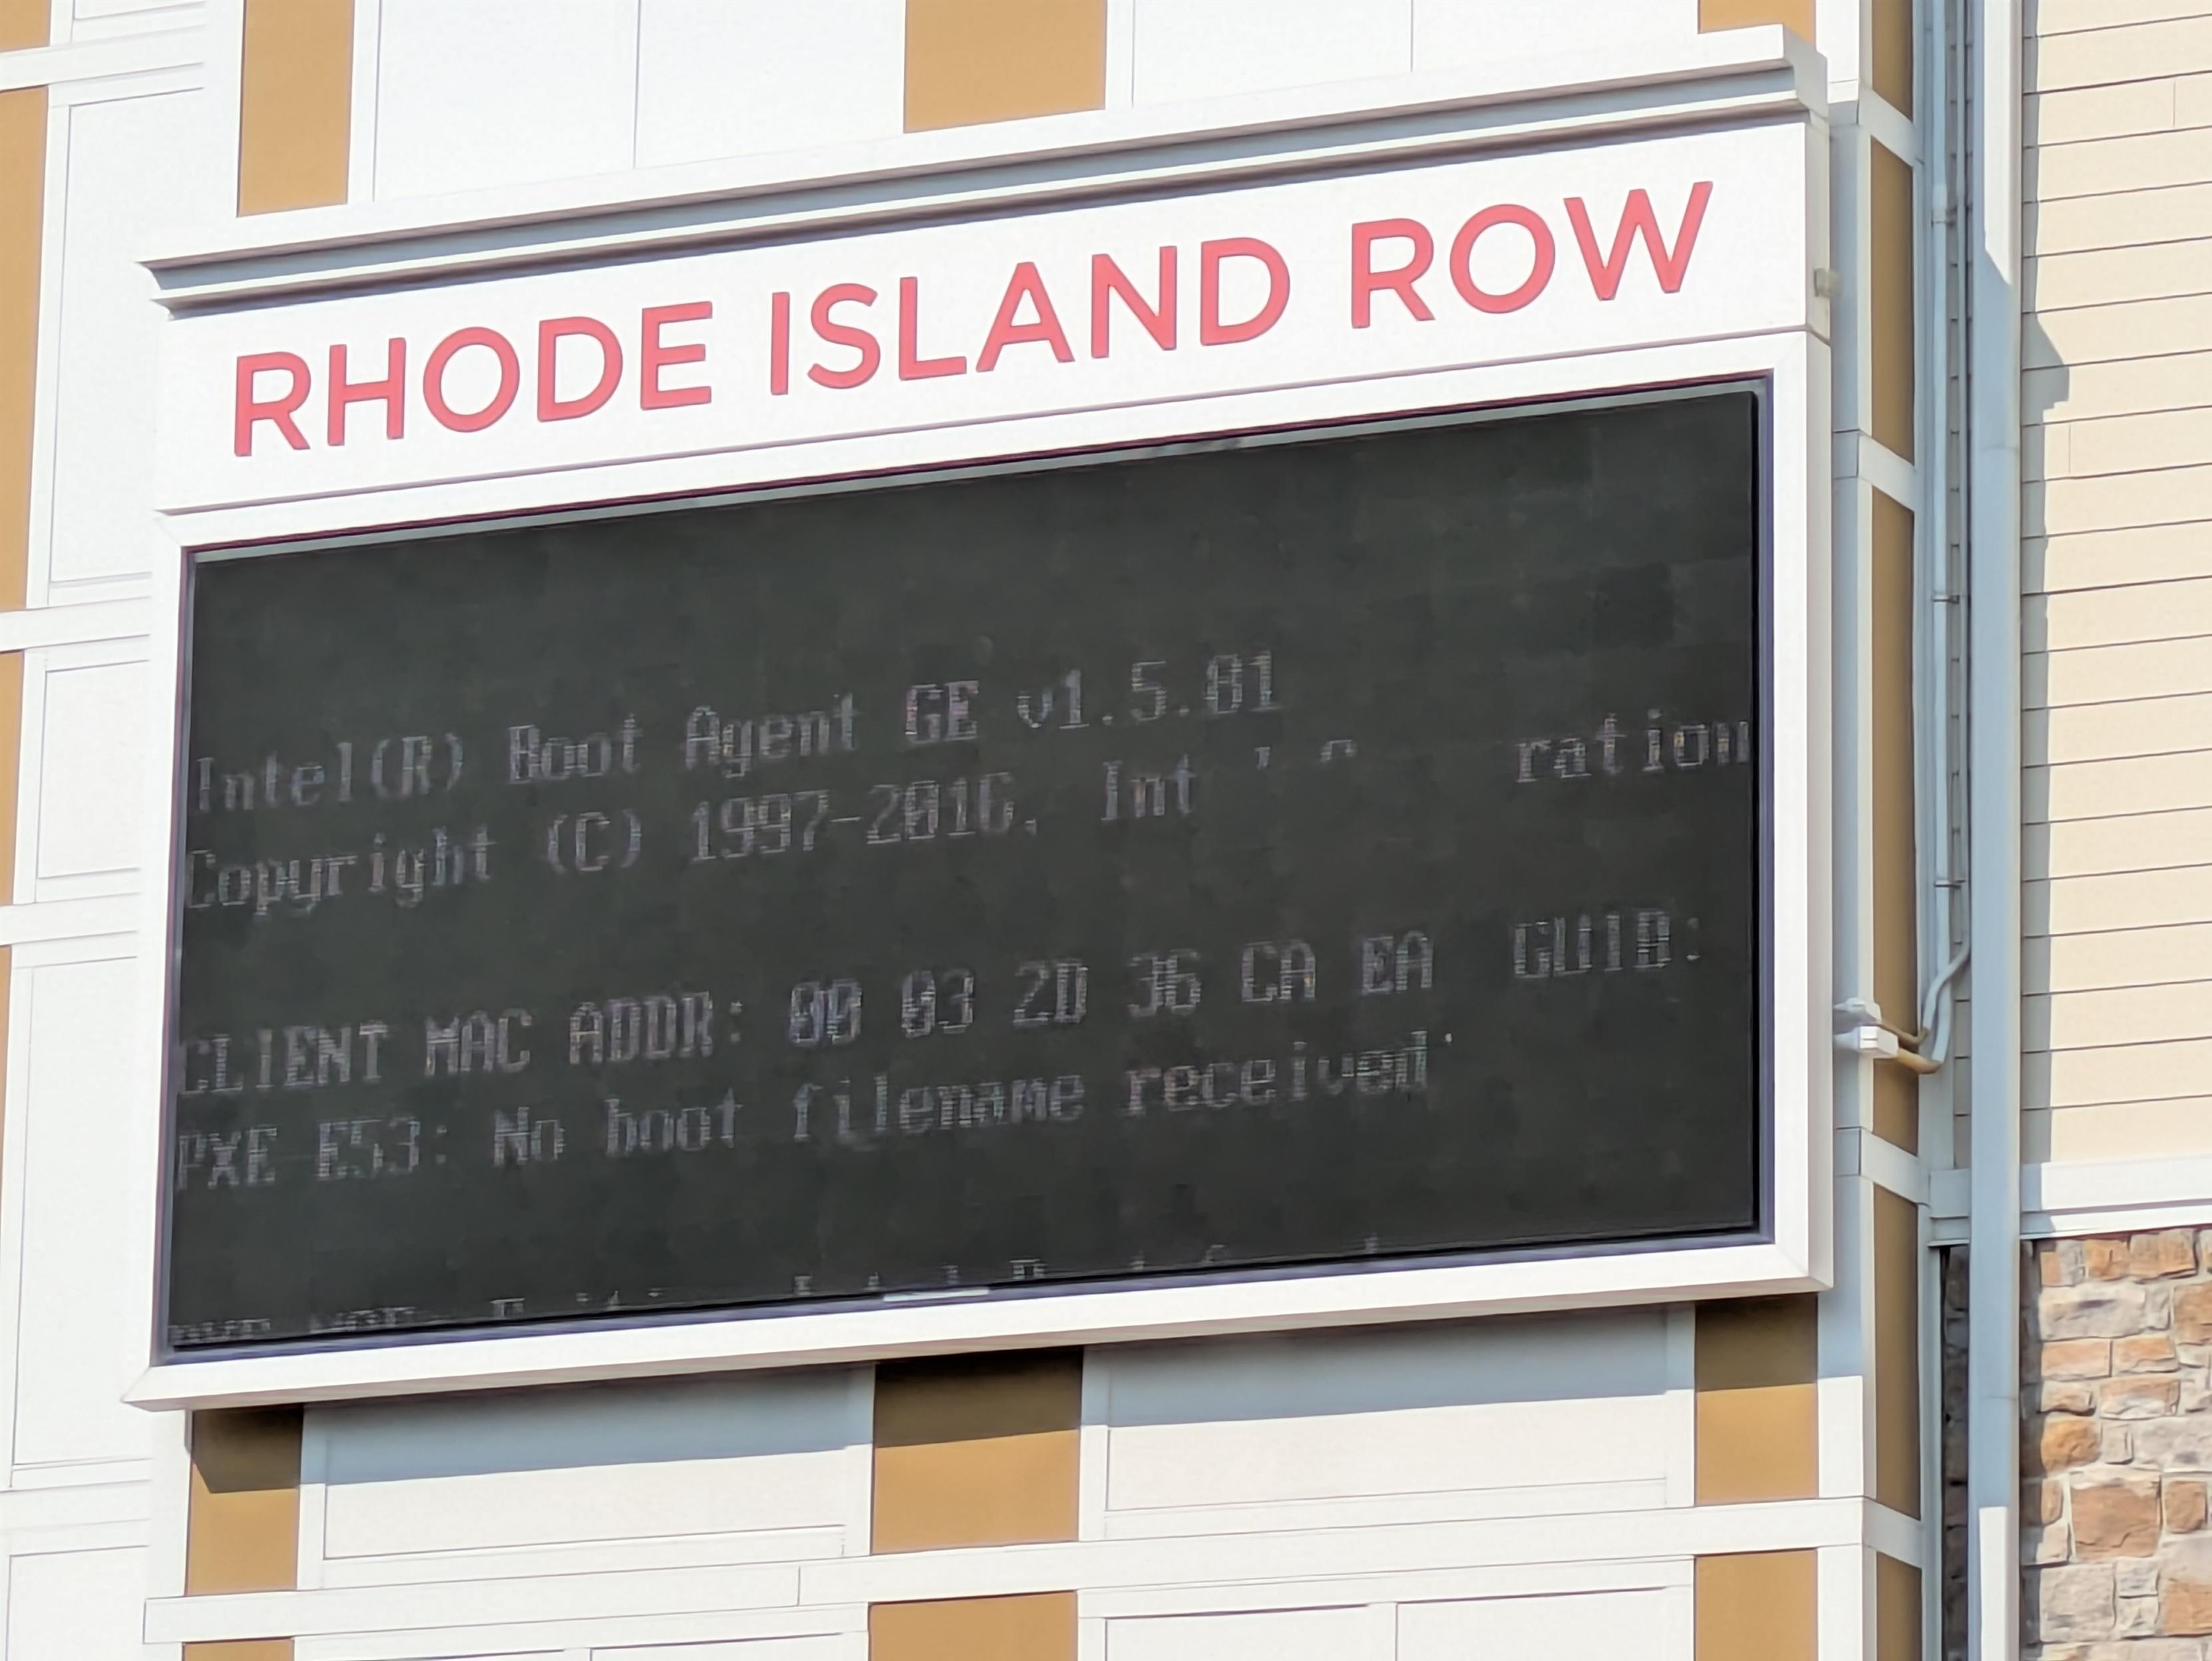 RHODE ISLAND ROW
Intel(R) Boot Agent GE v1.5.81
Copyright (C) 1997-2016, Int ration
CLIENT MAC ADDR: 00 03 2D 36 CA EA GUID:
PXE E53: No boot filename received